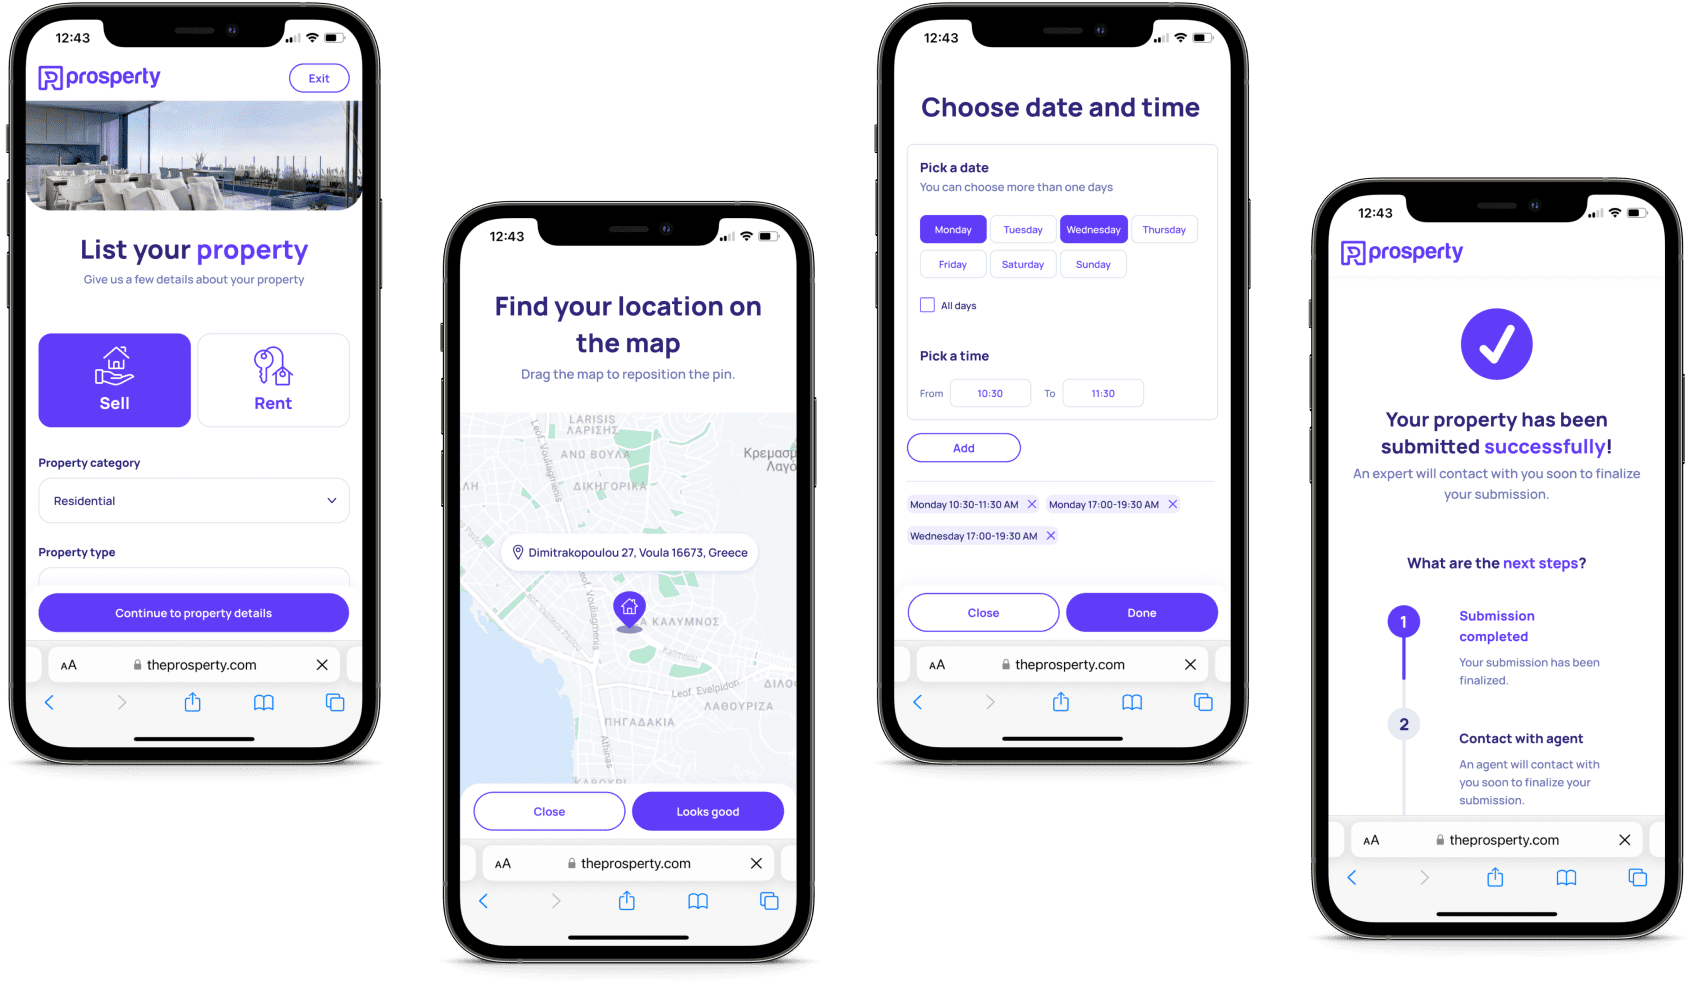 12:43
prosperty
Exit
List your property
Give us a few details about your property
Sell
Rent
Property category
Residential
Property type
Continue to property details
AA
theprosperty.com
12:43
Find your location on
the map
Drag the map to reposition the pin.
LARISIS
ΛΑΡΙΣΗΣ
ΑΝΩ ΒΟΥΛΑ
Leof. Vouliagmenis
ΔΙΚΗΓΟΡΙΚΑ
Dimitrakopoulou 27, Voula 16673, Greece
Leof. Vouliagmenis
ΚΑΛΥΜΝΟΣ
Kalimnou
Leof. Evelpidon
ΛΑΘΟΥΡΙΖΑ
ΠΗΓΑΔΑΚΙΑ
Athinas
ΚΑΒΟΥΡΙ
Close
Looks good
AA
theprosperty.com
12:43
Choose date and time
Pick a date
You can choose more than one days
Monday
Tuesday
Wednesday
Thursday
Friday
Saturday
Sunday
All days
Pick a time
From
10:30
To
11:30
Add
Monday 10:30-11:30 AM
Monday 17:00-19:30 AM
Wednesday 17:00-19:30 AM
Close
Done
AA
theprosperty.com
12:43
prosperty
Your property has been
submitted successfully!
An expert will contact with you soon to finalize
your submission.
What are the next steps?
1
Submission
completed
Your submission has been
finalized.
2
Contact with agent
An agent will contact with
you soon to finalize your
submission.
AA
theprosperty.com